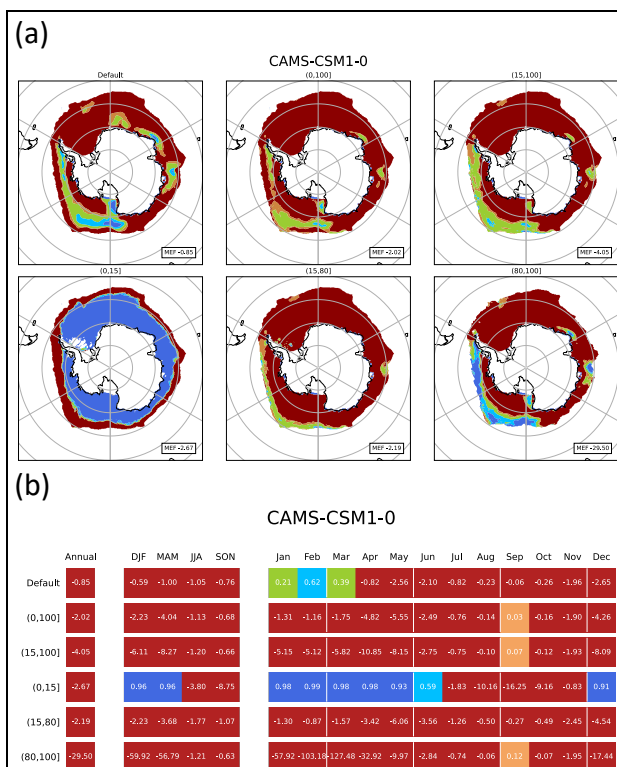 (a)
CAMS-CSM1-0
Default (0,100] (15,100]
MEF -0.85 MEF -2.02 MEF -4.05
(0,15] (15,80] (80,100]
MEF -2.67 MEF -2.19 MEF -29.50
(b)
CAMS-CSM1-0
Annual DJF MAM JJA SON Jan Feb Mar Apr May Jun Jul Aug Sep Oct Nov Dec
Default -0.85 -0.59 -1.00 -1.05 -0.76 0.21 0.62 0.39 -0.82 -2.56 -2.10 -0.82 -0.23 -0.06 -0.26 -1.96 -2.65
(0,100] -2.02 -2.23 -4.04 -1.13 -0.68 -1.31 -1.16 -1.75 -4.82 -5.55 -2.49 -0.76 -0.14 0.03 -0.16 -1.90 -4.26
(15,100] -4.05 -6.11 -8.27 -1.20 -0.66 -5.15 -5.12 -5.82 -10.85 -8.15 -2.75 -0.75 -0.10 0.07 -0.12 -1.93 -8.09
(0,15] -2.67 0.96 0.96 -3.80 -8.75 0.98 0.99 0.98 0.98 0.93 0.59 -1.83 -10.16 -16.25 -9.16 -0.83 0.91
(15,80] -2.19 -2.23 -3.68 -1.77 -1.07 -1.30 -0.87 -1.57 -3.42 -6.06 -3.56 -1.26 -0.50 -0.27 -0.49 -2.45 -4.54
(80,100] -29.50 -59.92 -56.79 -1.21 -0.63 -57.92 -103.18 -127.48 -32.92 -9.97 -2.84 -0.74 -0.06 0.12 -0.07 -1.95 -17.44